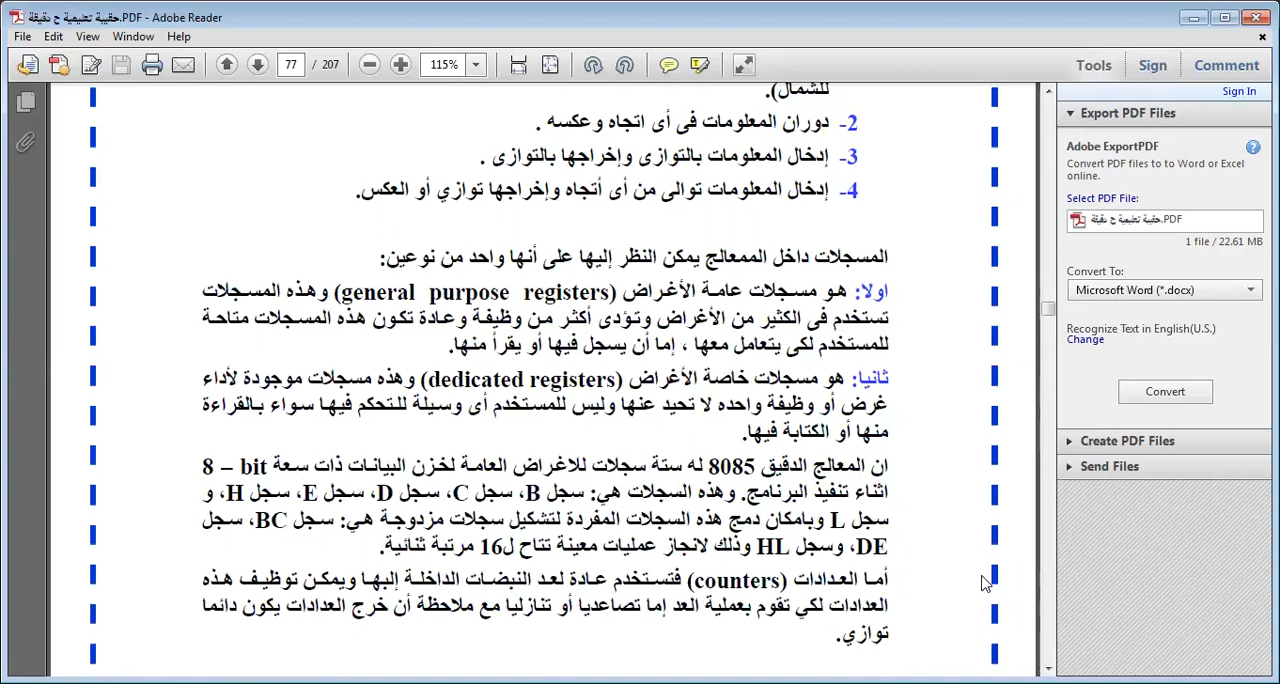 حقيبة تعليمية ح دقيقة.PDF - Adobe Reader
File Edit View Window Help
77 / 207 115% Tools Sign Comment
Sign In
Export PDF Files
Adobe ExportPDF
Convert PDF files to to Word or Excel
online.
Select PDF File:
حقيبة تعليمية ح دقيقة.PDF
1 file / 22.61 MB
Convert To:
Microsoft Word (*.docx)
Recognize Text in English(U.S.)
Change
Convert
Create PDF Files
Send Files
للشمال).
2- دوران المعلومات فى أى اتجاه وعكسه .
3- إدخال المعلومات بالتوازى وإخراجها بالتوازى .
4- إدخال المعلومات توالى من أى أتجاه وإخراجها توازي أو العكس.
المسجلات داخل الممعالج يمكن النظر إليها على أنها واحد من نوعين:
اولا: هو مسجلات عامة الأغراض (general purpose registers) وهذه المسجلات
تستخدم فى الكثير من الأغراض وتؤدى أكثر من وظيفة وعادة تكون هذه المسجلات متاحة
للمستخدم لكى يتعامل معها ، إما أن يسجل فيها أو يقرأ منها.
ثانيا: هو مسجلات خاصة الأغراض (dedicated registers) وهذه مسجلات موجودة لأداء
غرض أو وظيفة واحده لا تحيد عنها وليس للمستخدم أى وسيلة للتحكم فيها سواء بالقراءة
منها أو الكتابة فيها.
ان المعالج الدقيق 8085 له ستة سجلات للاغراض العامة لخزن البيانات ذات سعة 8 – bit
اثناء تنفيذ البرنامج. وهذه السجلات هي: سجل B، سجل C، سجل D، سجل E، سجل H، و
سجل L وبامكان دمج هذه السجلات المفردة لتشكيل سجلات مزدوجة هي: سجل BC، سجل
DE، وسجل HL وذلك لانجاز عمليات معينة تتاح ل16 مرتبة ثنائية.
أما العدادات (counters) فتستخدم عادة لعد النبضات الداخلة إليها ويمكن توظيف هذه
العدادات لكي تقوم بعملية العد إما تصاعديا أو تنازليا مع ملاحظة أن خرج العدادات يكون دائما
توازي.